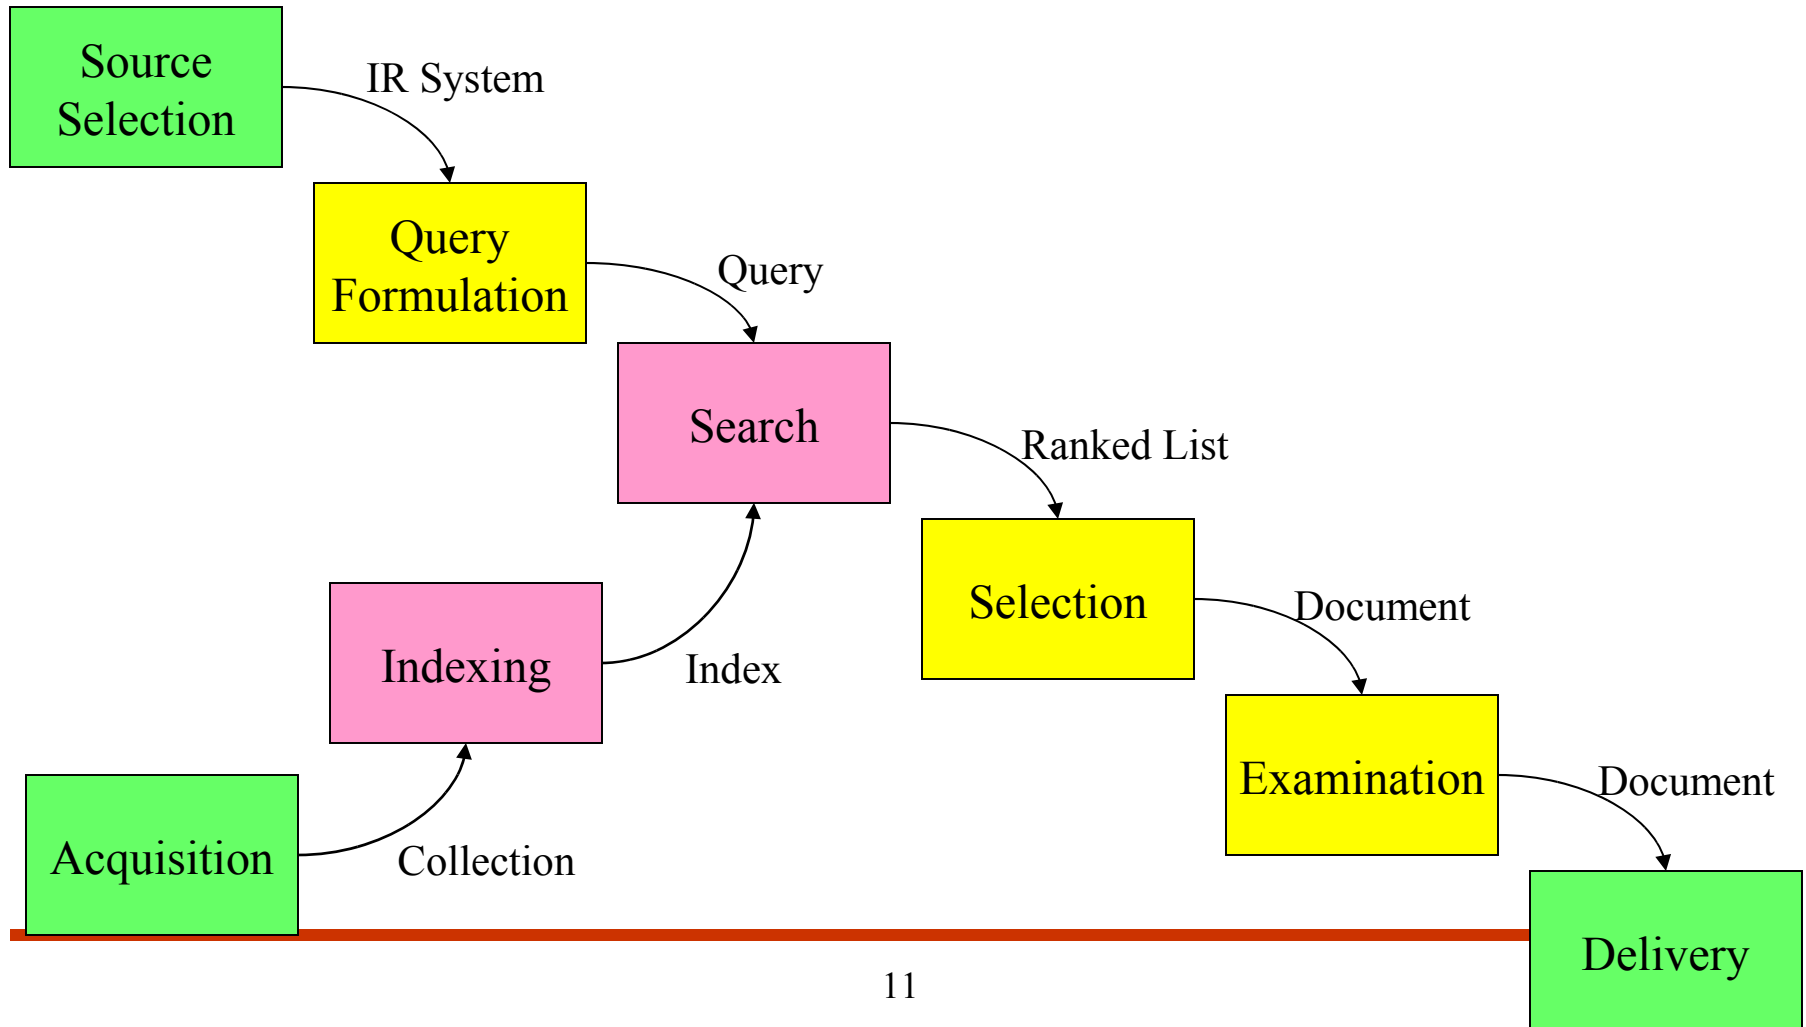 Source
Selection
IR System
Query
Formulation
Query
Search
Ranked List
Selection
Document
Indexing
Index
Examination
Document
Acquisition
Collection
Delivery
11